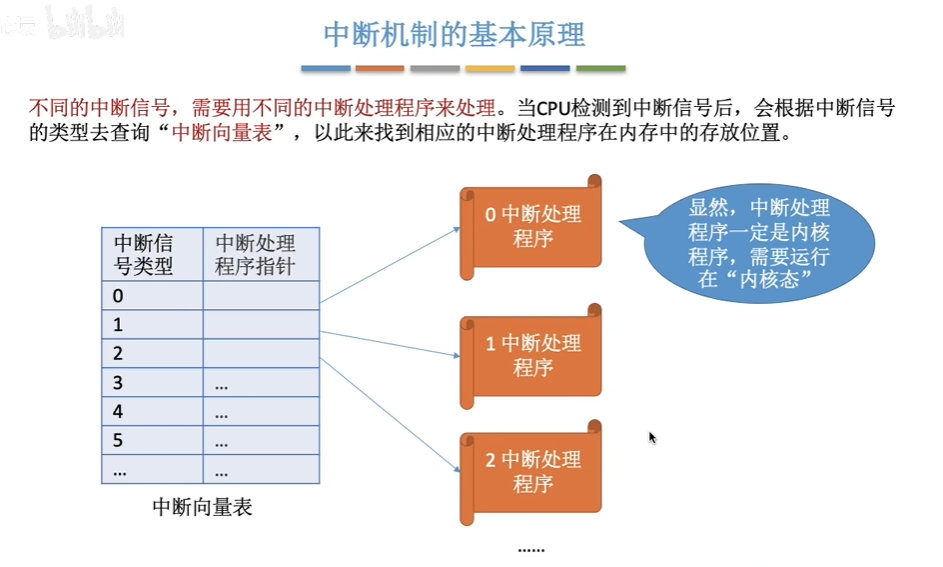 bilibili
中断机制的基本原理
不同的中断信号，需要用不同的中断处理程序来处理。当CPU检测到中断信号后，会根据中断信号
的类型去查询“中断向量表”，以此来找到相应的中断处理程序在内存中的存放位置。
中断信
号类型
中断处理
程序指针
0
1
2
3 ...
4 ...
5 ...
... ...
中断向量表
0 中断处理
程序
1 中断处理
程序
2 中断处理
程序
......
显然，中断处理
程序一定是内核
程序，需要运行
在“内核态”